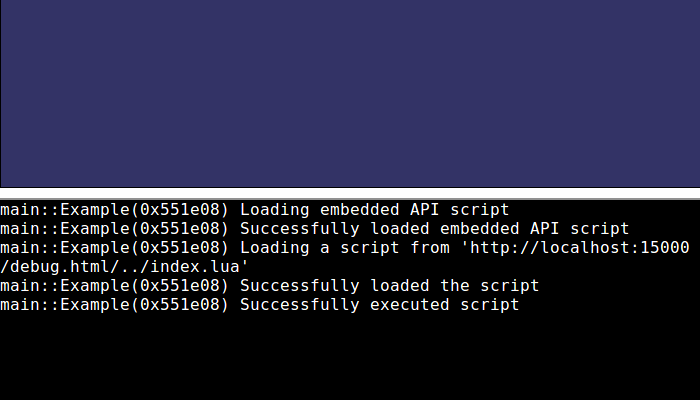 main::Example(0x551e08) Loading embedded API script
main::Example(0x551e08) Successfully loaded embedded API script
main::Example(0x551e08) Loading a script from 'http://localhost:15000
/debug.html/../index.lua'
main::Example(0x551e08) Successfully loaded the script
main::Example(0x551e08) Successfully executed script